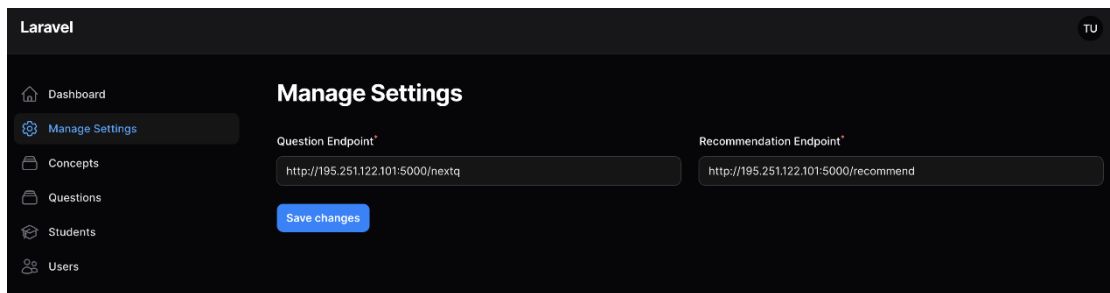 Laravel
TU
Dashboard
Manage Settings
Concepts
Questions
Students
Users
Manage Settings
Question Endpoint*
http://195.251.122.101:5000/nextq
Recommendation Endpoint*
http://195.251.122.101:5000/recommend
Save changes